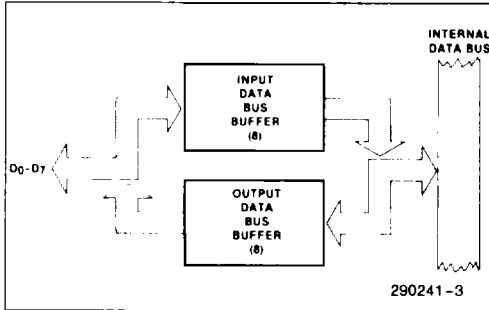 INTERNAL
DATA BUS
INPUT
DATA
BUS
BUFFER
(8)
D0-D7
OUTPUT
DATA
BUS
BUFFER
(8)
290241-3